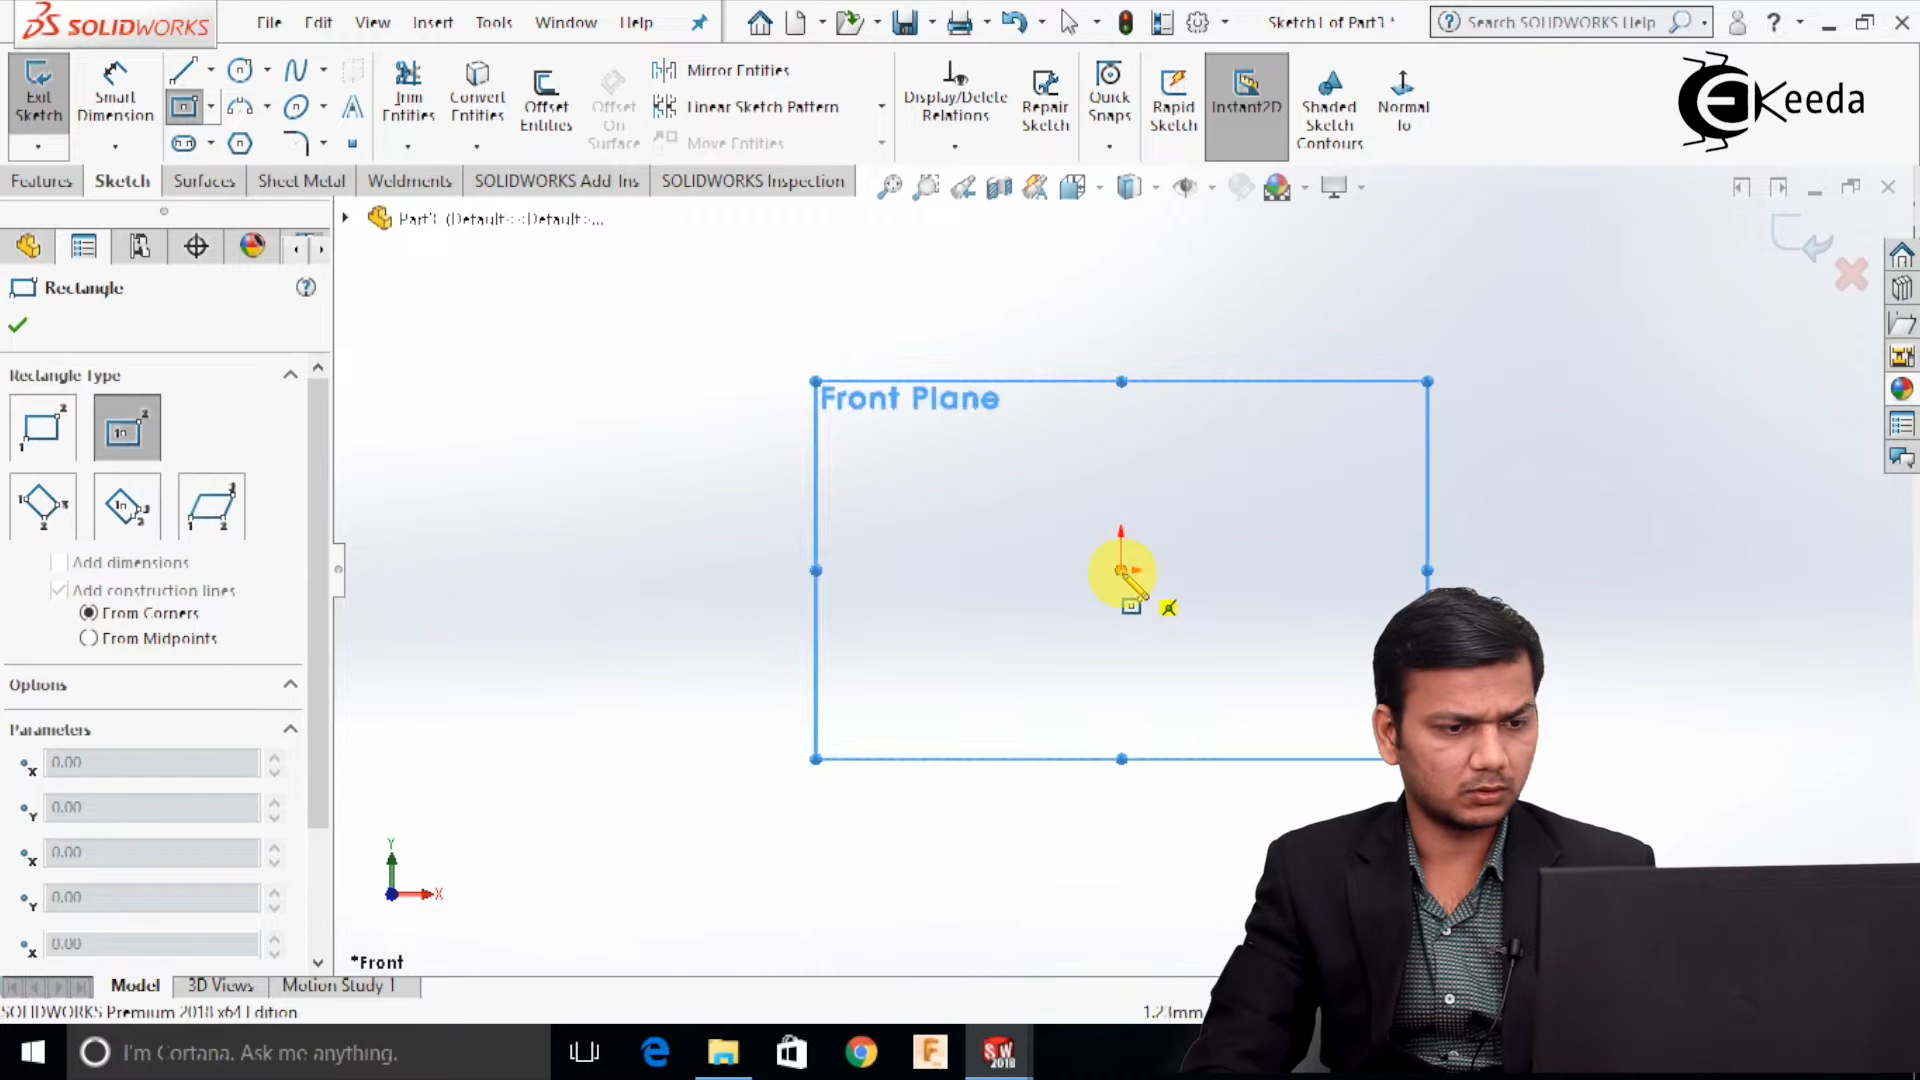 SOLIDWORKS
File Edit View Insert Tools Window Help
Sketch1 of Part1 *
Search SOLIDWORKS Help
Exit Sketch
Smart Dimension
Trim Entities
Convert Entities
Offset Entities
Offset On Surface
Mirror Entities
Linear Sketch Pattern
Move Entities
Display/Delete Relations
Repair Sketch
Quick Snaps
Rapid Sketch
Instant2D
Shaded Sketch Contours
Normal To
EKeeda
Features Sketch Surfaces Sheet Metal Weldments SOLIDWORKS Add-Ins SOLIDWORKS Inspection
Part1 (Default<<Default>...
Rectangle
Rectangle Type
Add dimensions
Add construction lines
From Corners
From Midpoints
Options
Parameters
0.00
0.00
0.00
0.00
0.00
Front Plane
Y
X
*Front
Model 3D Views Motion Study 1
SOLIDWORKS Premium 2018 x64 Edition
1.23mm
I'm Cortana. Ask me anything.
SW 2018